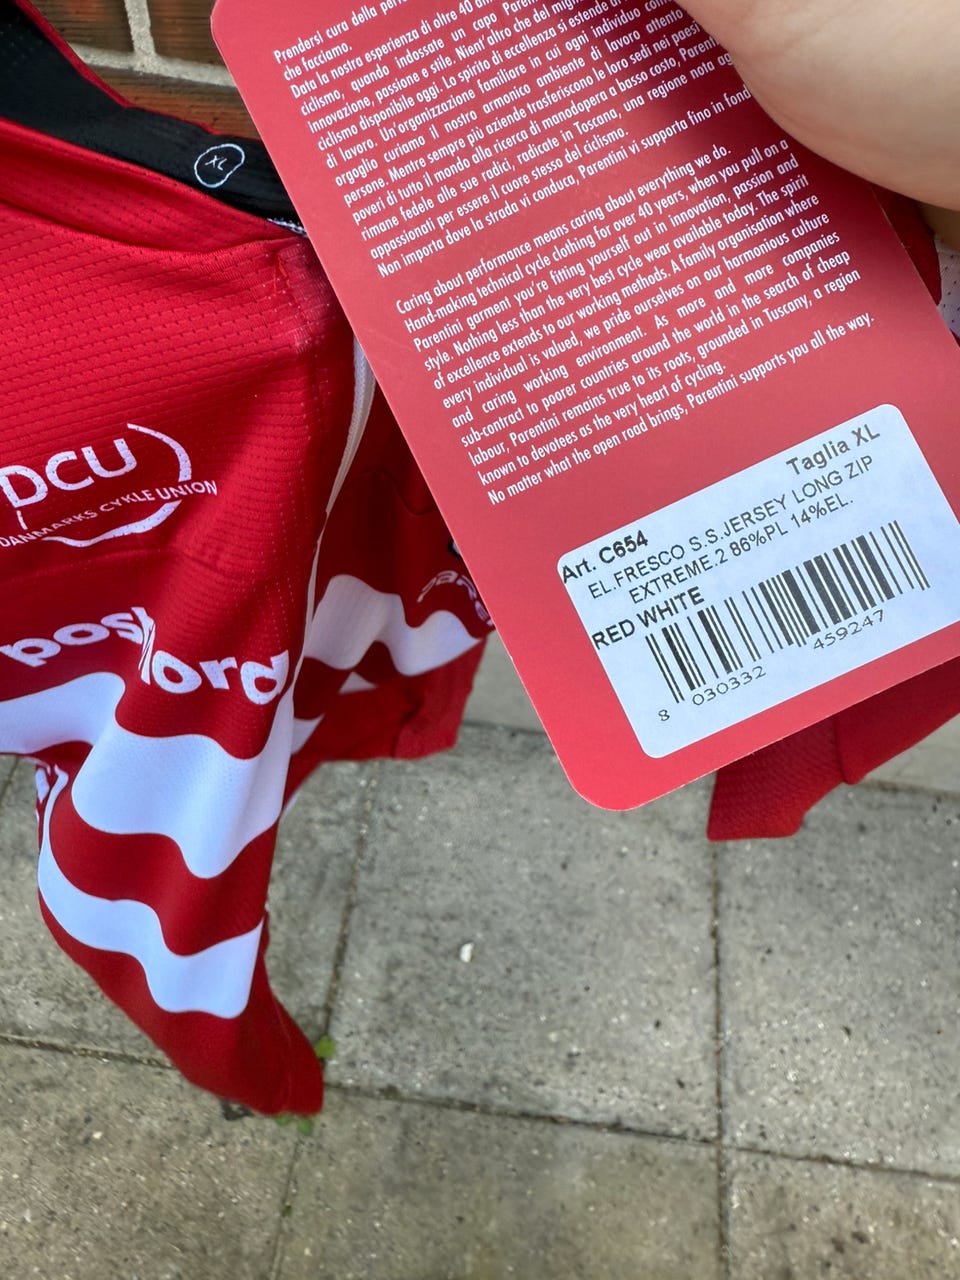 Prendersi cura della
che facciamo.
Data la nostra esperienza di oltre 40
ciclismo, quando indossate un capo
innovazione, passione e stile. Nient'altro che del
ciclismo disponibile oggi. Lo spirito di eccellenza si estende
di lavoro. Un'organizzazione familiare in cui ogni individuo
orgoglio curiamo il nostro armonico ambiente di lavoro attento
persone. Mentre sempre più aziende trasferiscono le loro sedi nei paesi
poveri di tutto il mondo alla ricerca di manodopera a basso costo,
rimane fedele alle sue radici, radicate in Toscana, una regione nota
appassionati per essere il cuore stesso del ciclismo.
Non importa dove la strada vi conduca, Parentini vi supporta fino in
Caring about performance means caring about everything we do.
Hand-making technical cycle clothing for over 40 years, when you pull on a
Parentini garment you're fitting yourself out in innovation, passion and
style. Nothing less than the very best cycle wear available today. The spirit
of excellence extends to our working methods. A family organisation where
every individual is valued, we pride ourselves on our harmonious culture
and caring working environment. As more and more companies
sub-contract to poorer countries around the world in the search of cheap
labour, Parentini remains true to its roots, grounded in Tuscany, a region
known to devotees as the very heart of cycling.
No matter what the open road brings, Parentini supports you all the way.
Taglia XL
Art. C654
EL.FRESCO S.S.JERSEY LONG ZIP
EXTREME.2 86%PL 14%EL.
RED WHITE
8 030332 459247
XL
DCU
DANMARKS CYKLE UNION
postnord